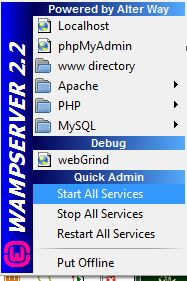 Powered by Alter Way
Localhost
phpMyAdmin
www directory
Apache
PHP
MySQL
Debug
webGrind
Quick Admin
Start All Services
Stop All Services
Restart All Services
Put Offline
WAMPSERVER 2.2